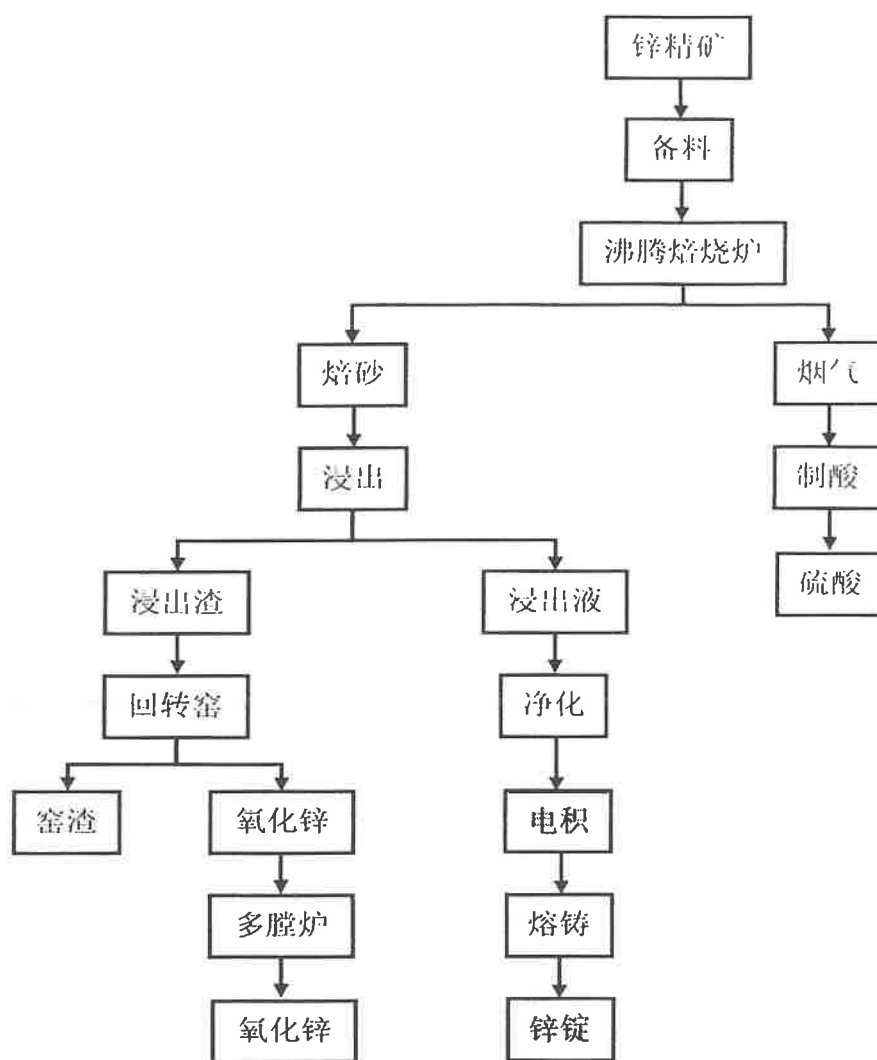 锌精矿
备料
沸腾焙烧炉
焙砂
烟气
浸出
制酸
浸出渣
浸出液
硫酸
回转窑
净化
窑渣
氧化锌
电积
多膛炉
熔铸
氧化锌
锌锭